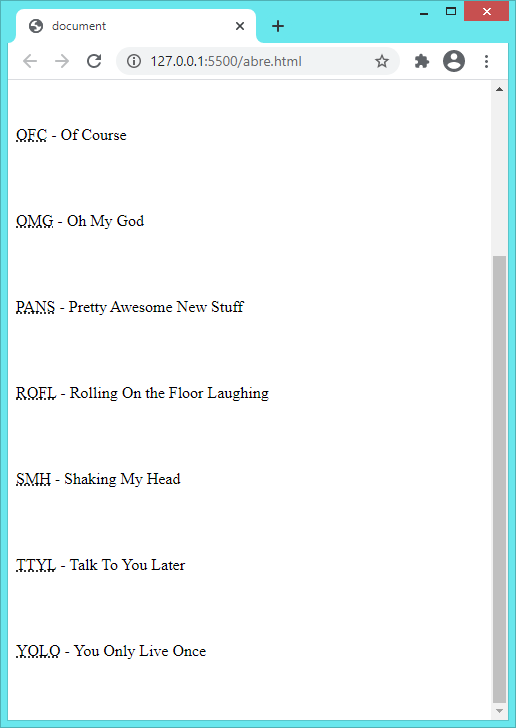 document
127.0.0.1:5500/abre.html
OFC - Of Course
OMG - Oh My God
PANS - Pretty Awesome New Stuff
ROFL - Rolling On the Floor Laughing
SMH - Shaking My Head
TTYL - Talk To You Later
YOLO - You Only Live Once